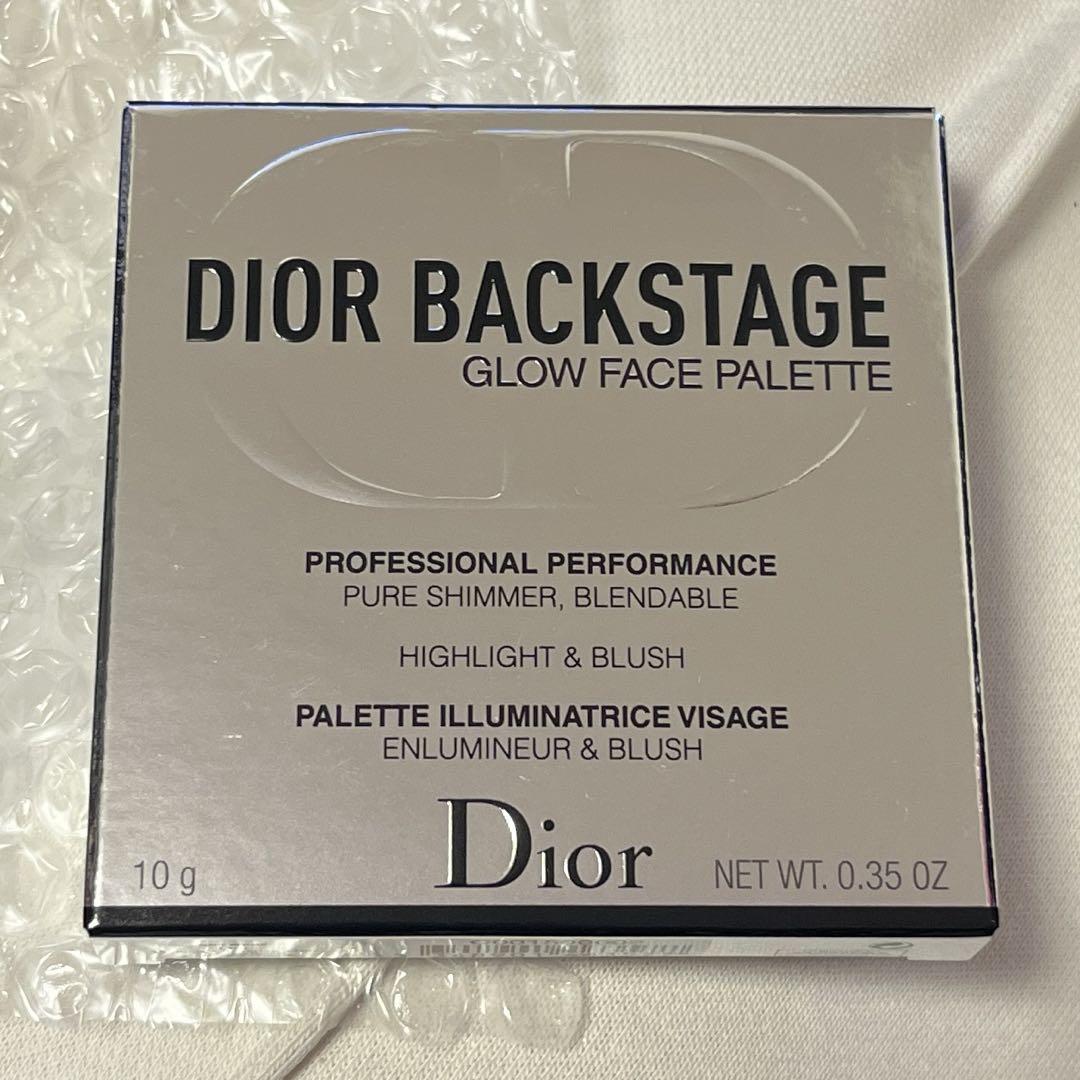 DIOR BACKSTAGE
GLOW FACE PALETTE
PROFESSIONAL PERFORMANCE
PURE SHIMMER, BLENDABLE
HIGHLIGHT & BLUSH
PALETTE ILLUMINATRICE VISAGE
ENLUMINEUR & BLUSH
Dior
10 g
NET WT. 0.35 OZ